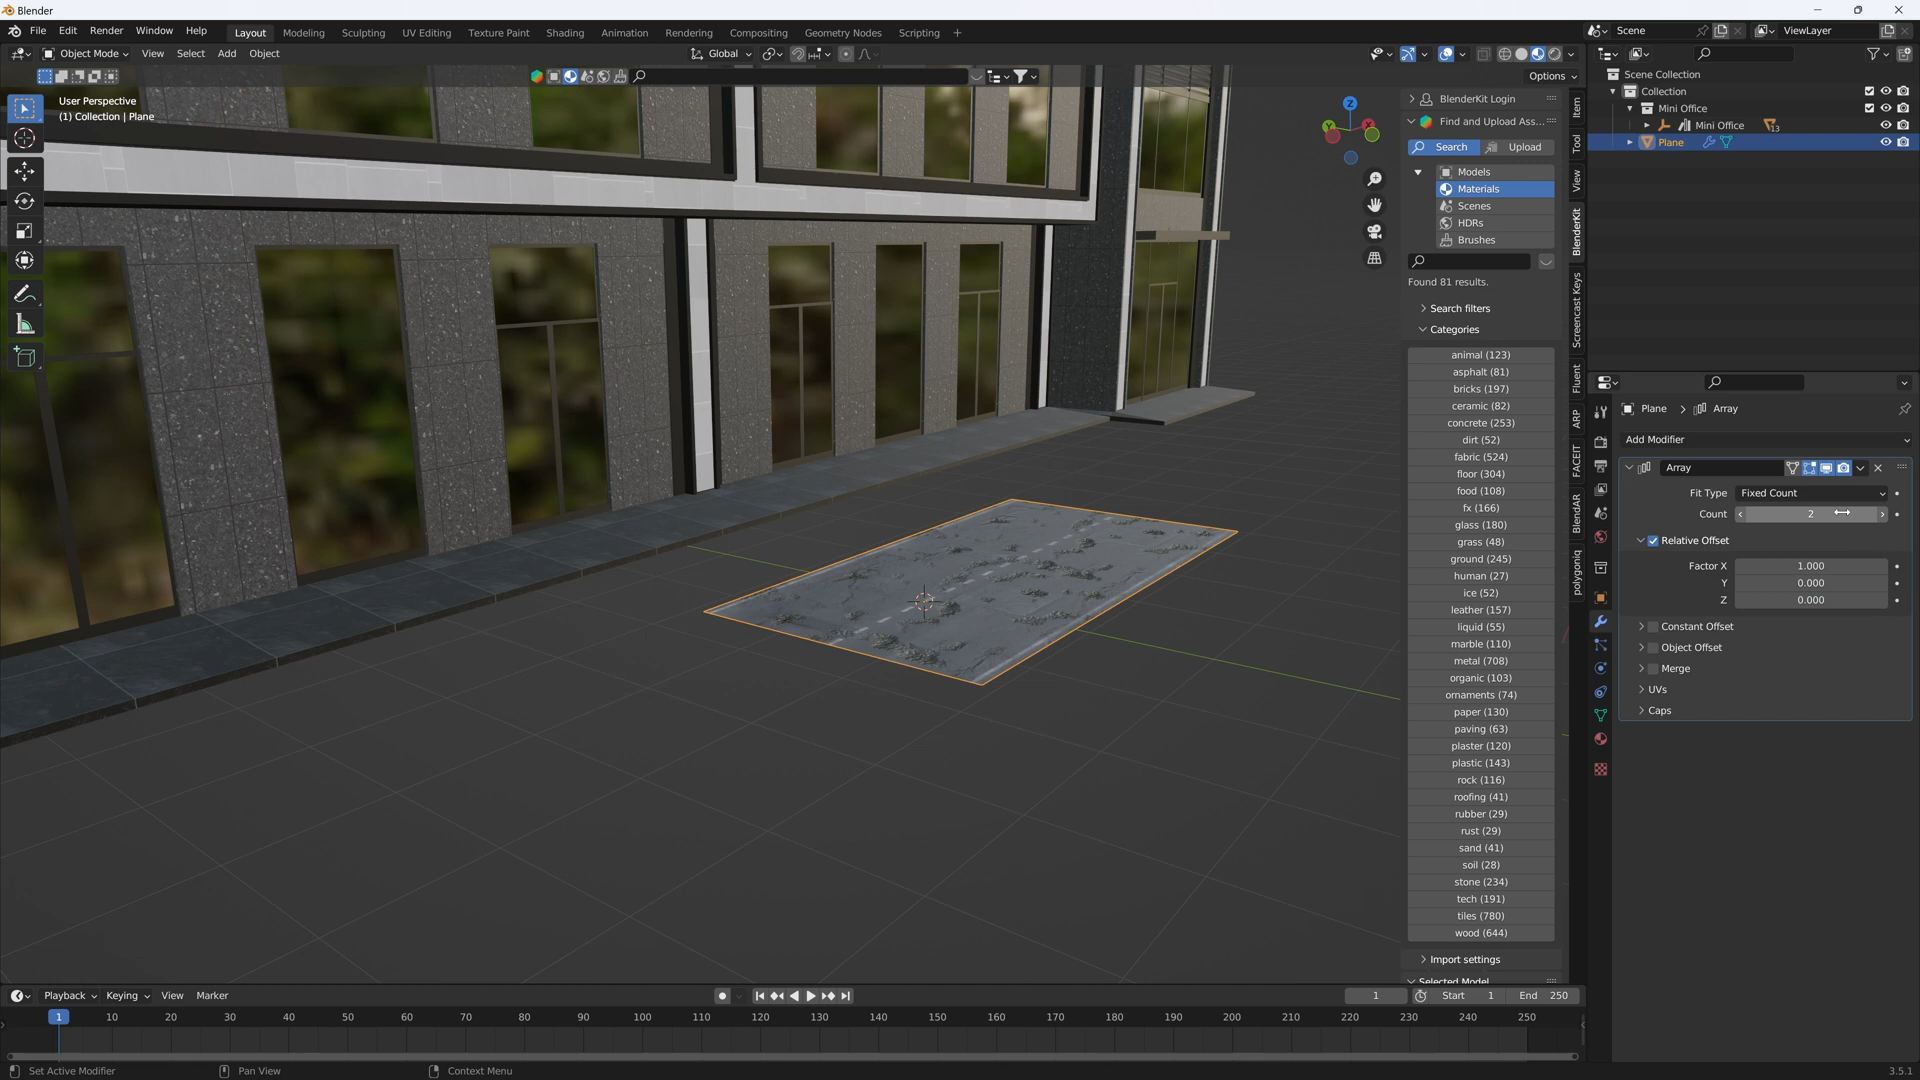 Blender
File Edit Render Window Help
Layout Modeling Sculpting UV Editing Texture Paint Shading Animation Rendering Compositing Geometry Nodes Scripting +
Scene
ViewLayer
Object Mode View Select Add Object
Global
Options
User Perspective
(1) Collection | Plane
Z
Y
X
BlenderKit Login
Find and Upload Ass...
Search
Upload
Models
Materials
Scenes
HDRs
Brushes
Found 81 results.
Search filters
Categories
animal (123)
asphalt (81)
bricks (197)
ceramic (82)
concrete (253)
dirt (52)
fabric (524)
floor (304)
food (108)
fx (166)
glass (180)
grass (48)
ground (245)
human (27)
ice (52)
leather (157)
liquid (55)
marble (110)
metal (708)
organic (103)
ornaments (74)
paper (130)
paving (63)
plaster (120)
plastic (143)
rock (116)
roofing (41)
rubber (29)
rust (29)
sand (41)
soil (28)
stone (234)
tech (191)
tiles (780)
wood (644)
Import settings
Selected Model
Item
Tool
View
BlenderKit
Screencast Keys
Fluent
ARP
FACEIT
BlendAR
polygoniq
Scene Collection
Collection
Mini Office
Mini Office 13
Plane
Plane > Array
Add Modifier
Array
Fit Type Fixed Count
Count 2
Relative Offset
Factor X 1.000
Y 0.000
Z 0.000
Constant Offset
Object Offset
Merge
UVs
Caps
Playback Keying View Marker
1 Start 1 End 250
1 10 20 30 40 50 60 70 80 90 100 110 120 130 140 150 160 170 180 190 200 210 220 230 240 250
Set Active Modifier Pan View Context Menu
3.5.1